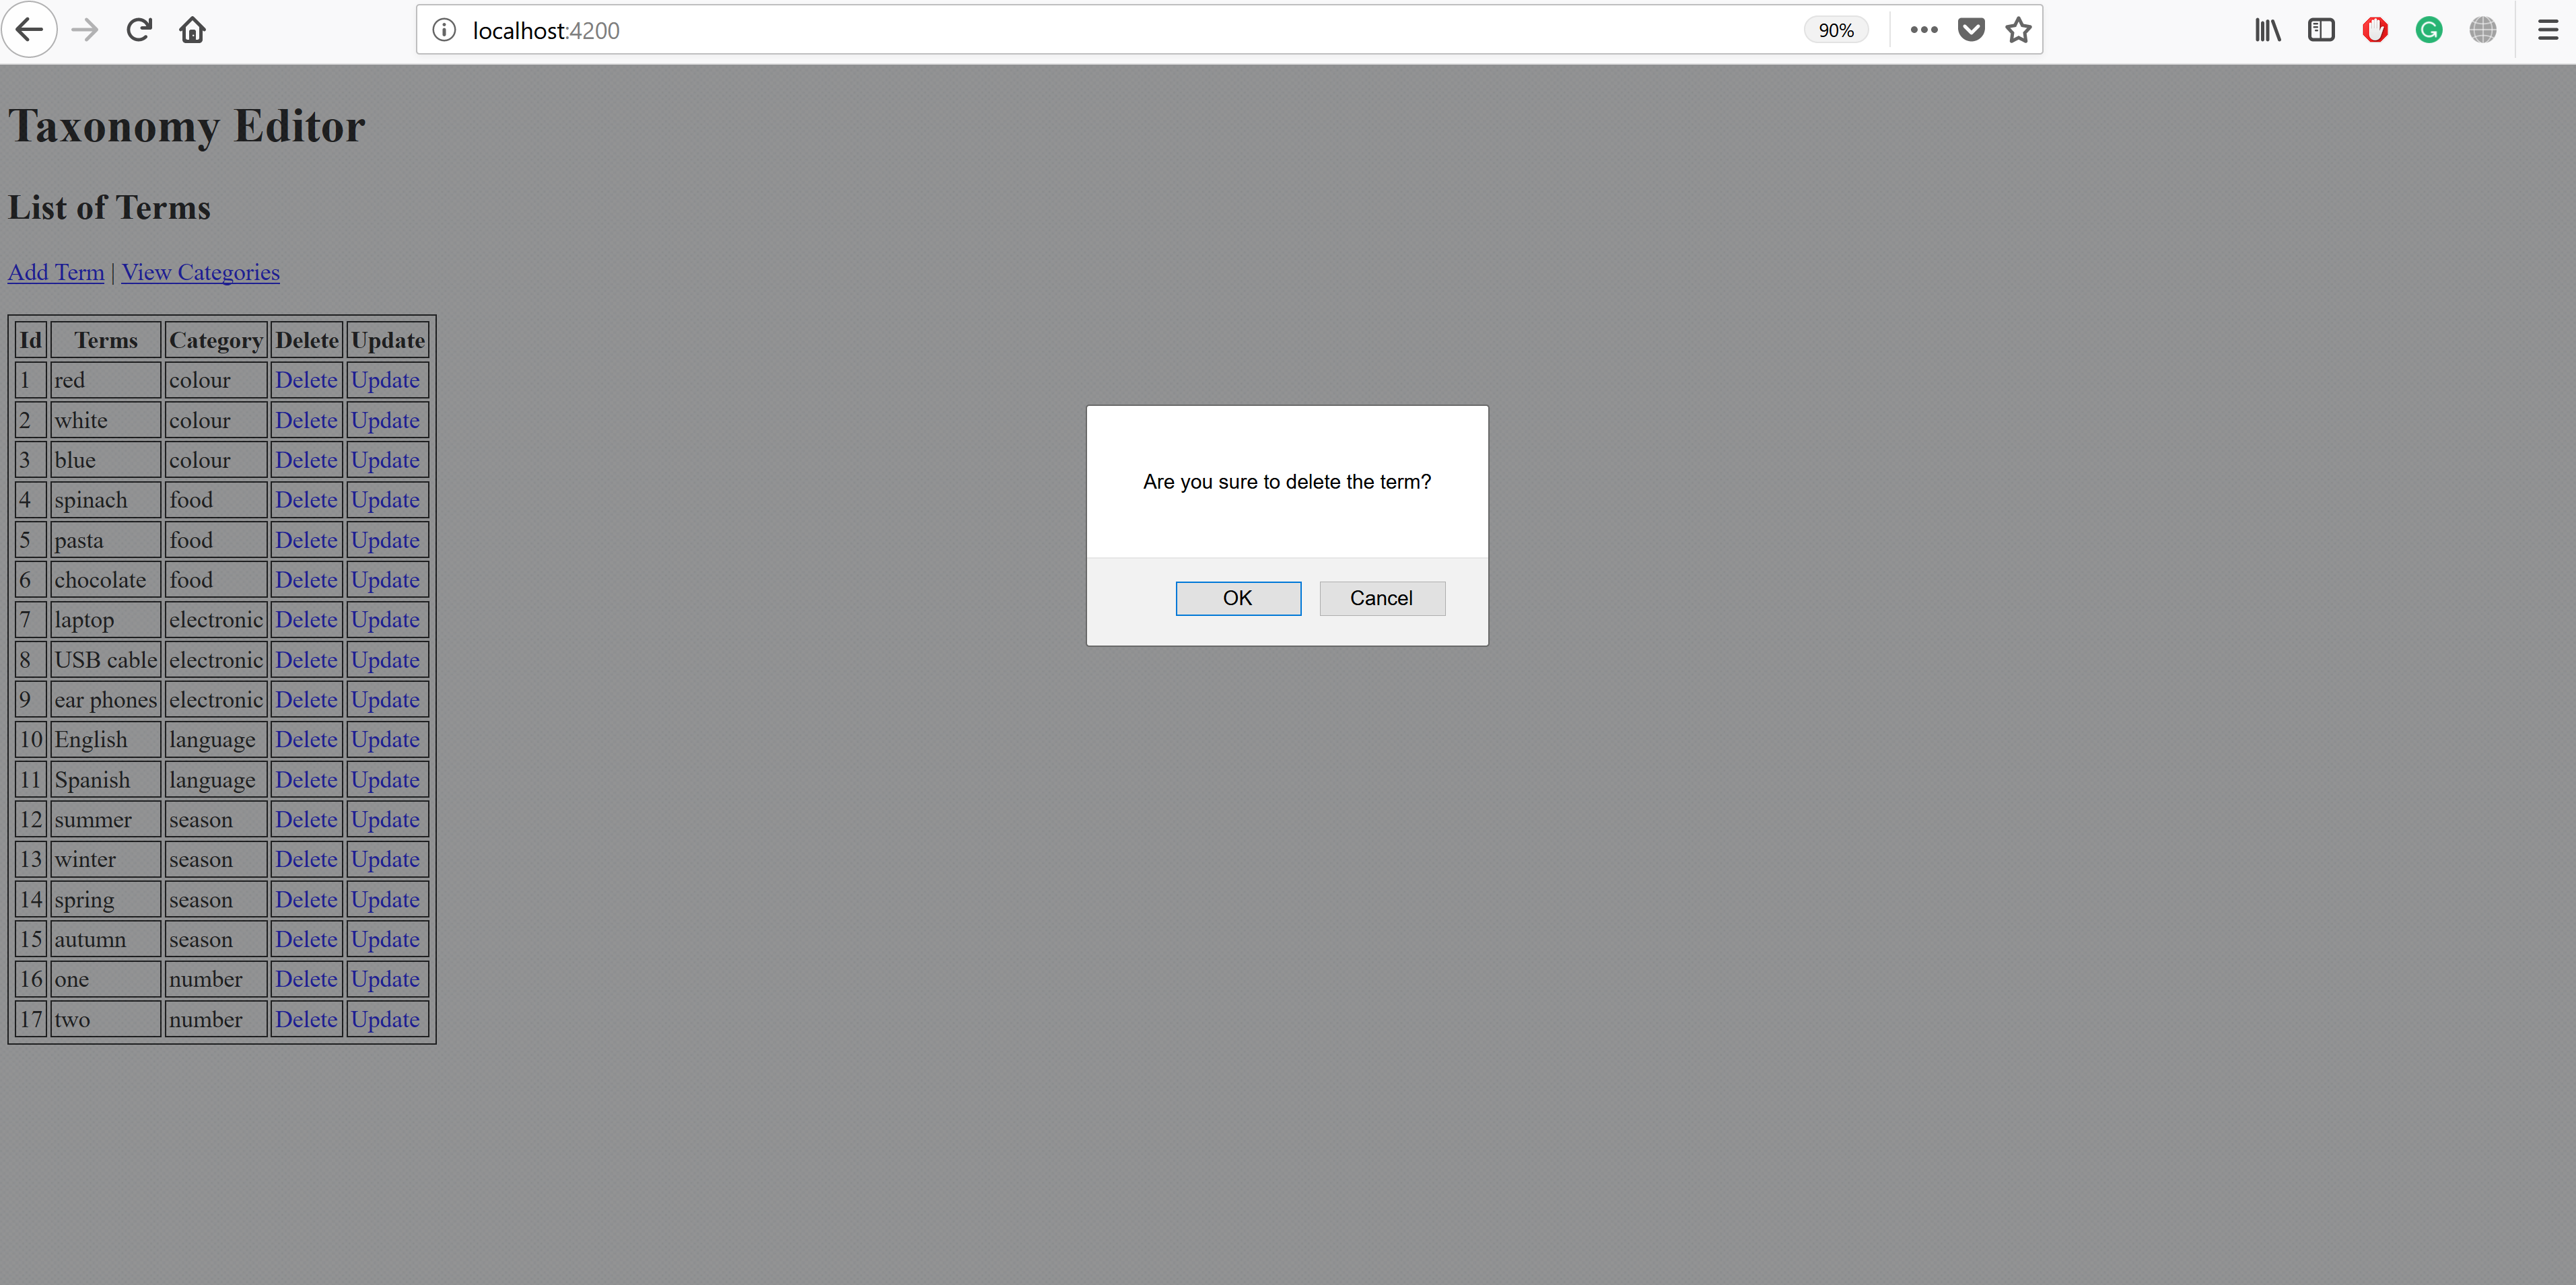 localhost:4200
90%
Taxonomy Editor
List of Terms
Add Term | View Categories
Id Terms Category Delete Update
1 red colour Delete Update
2 white colour Delete Update
3 blue colour Delete Update
4 spinach food Delete Update
5 pasta food Delete Update
6 chocolate food Delete Update
7 laptop electronic Delete Update
8 USB cable electronic Delete Update
9 ear phones electronic Delete Update
10 English language Delete Update
11 Spanish language Delete Update
12 summer season Delete Update
13 winter season Delete Update
14 spring season Delete Update
15 autumn season Delete Update
16 one number Delete Update
17 two number Delete Update
Are you sure to delete the term?
OK Cancel